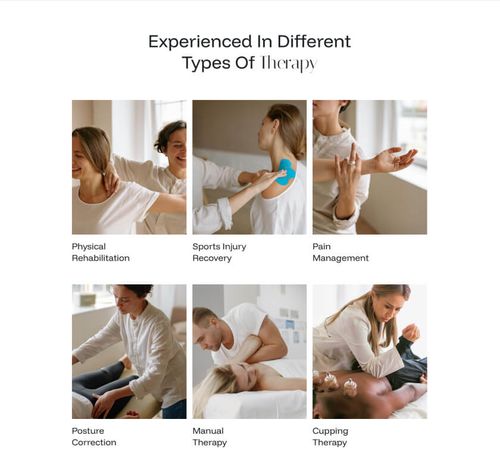 Experienced In Different
Types Of Therapy
Physical
Rehabilitation
Sports Injury
Recovery
Pain
Management
Posture
Correction
Manual
Therapy
Cupping
Therapy